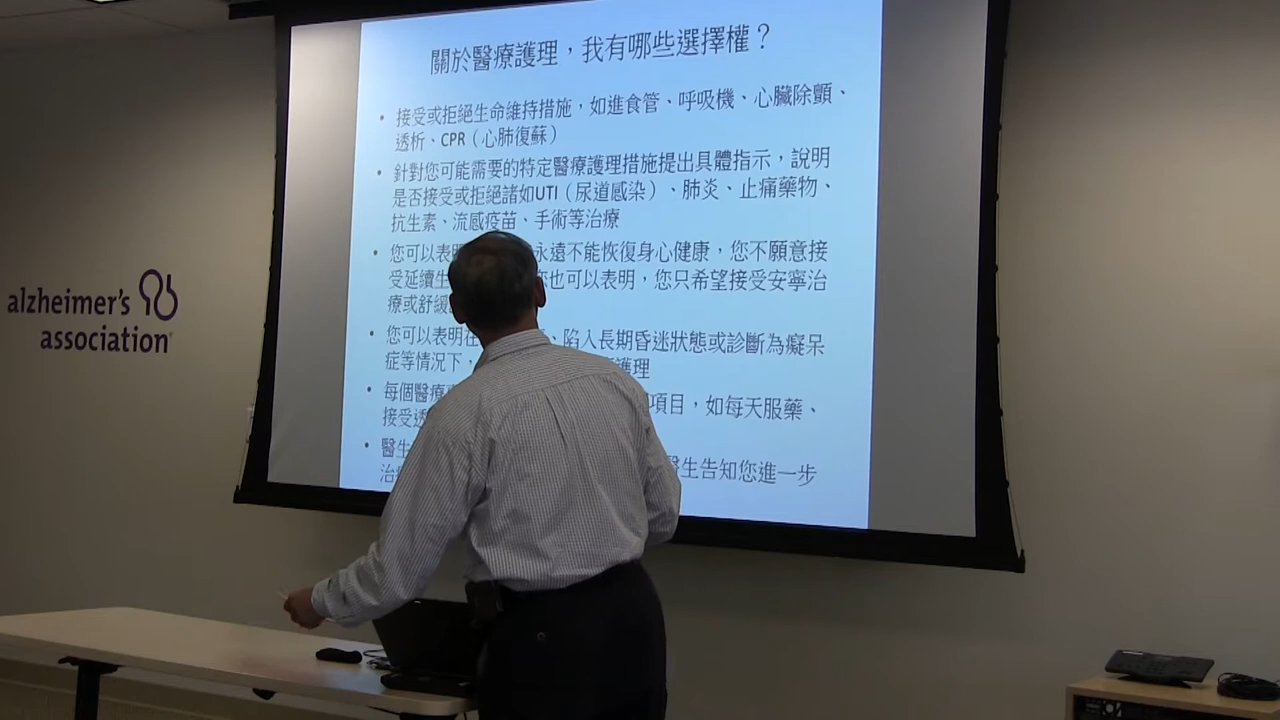 關於醫療護理，我有哪些選擇權？
• 接受或拒絕生命維持措施，如進食管、呼吸機、心臟除顫、
透析、CPR（心肺復蘇）
• 針對您可能需要的特定醫療護理措施提出具體指示，說明
是否接受或拒絕諸如UTI（尿道感染）、肺炎、止痛藥物、
抗生素、流感疫苗、手術等治療
• 您可以表明 永遠不能恢復身心健康，您不願意接
受延續生 也可以表明，您只希望接受安寧治
療或舒緩
• 您可以表明在 、陷入長期昏迷狀態或診斷為癡呆
症等情況下， 護理
• 每個醫療 項目，如每天服藥、
接受透
• 醫生 醫生告知您進一步
治
alzheimer's
association